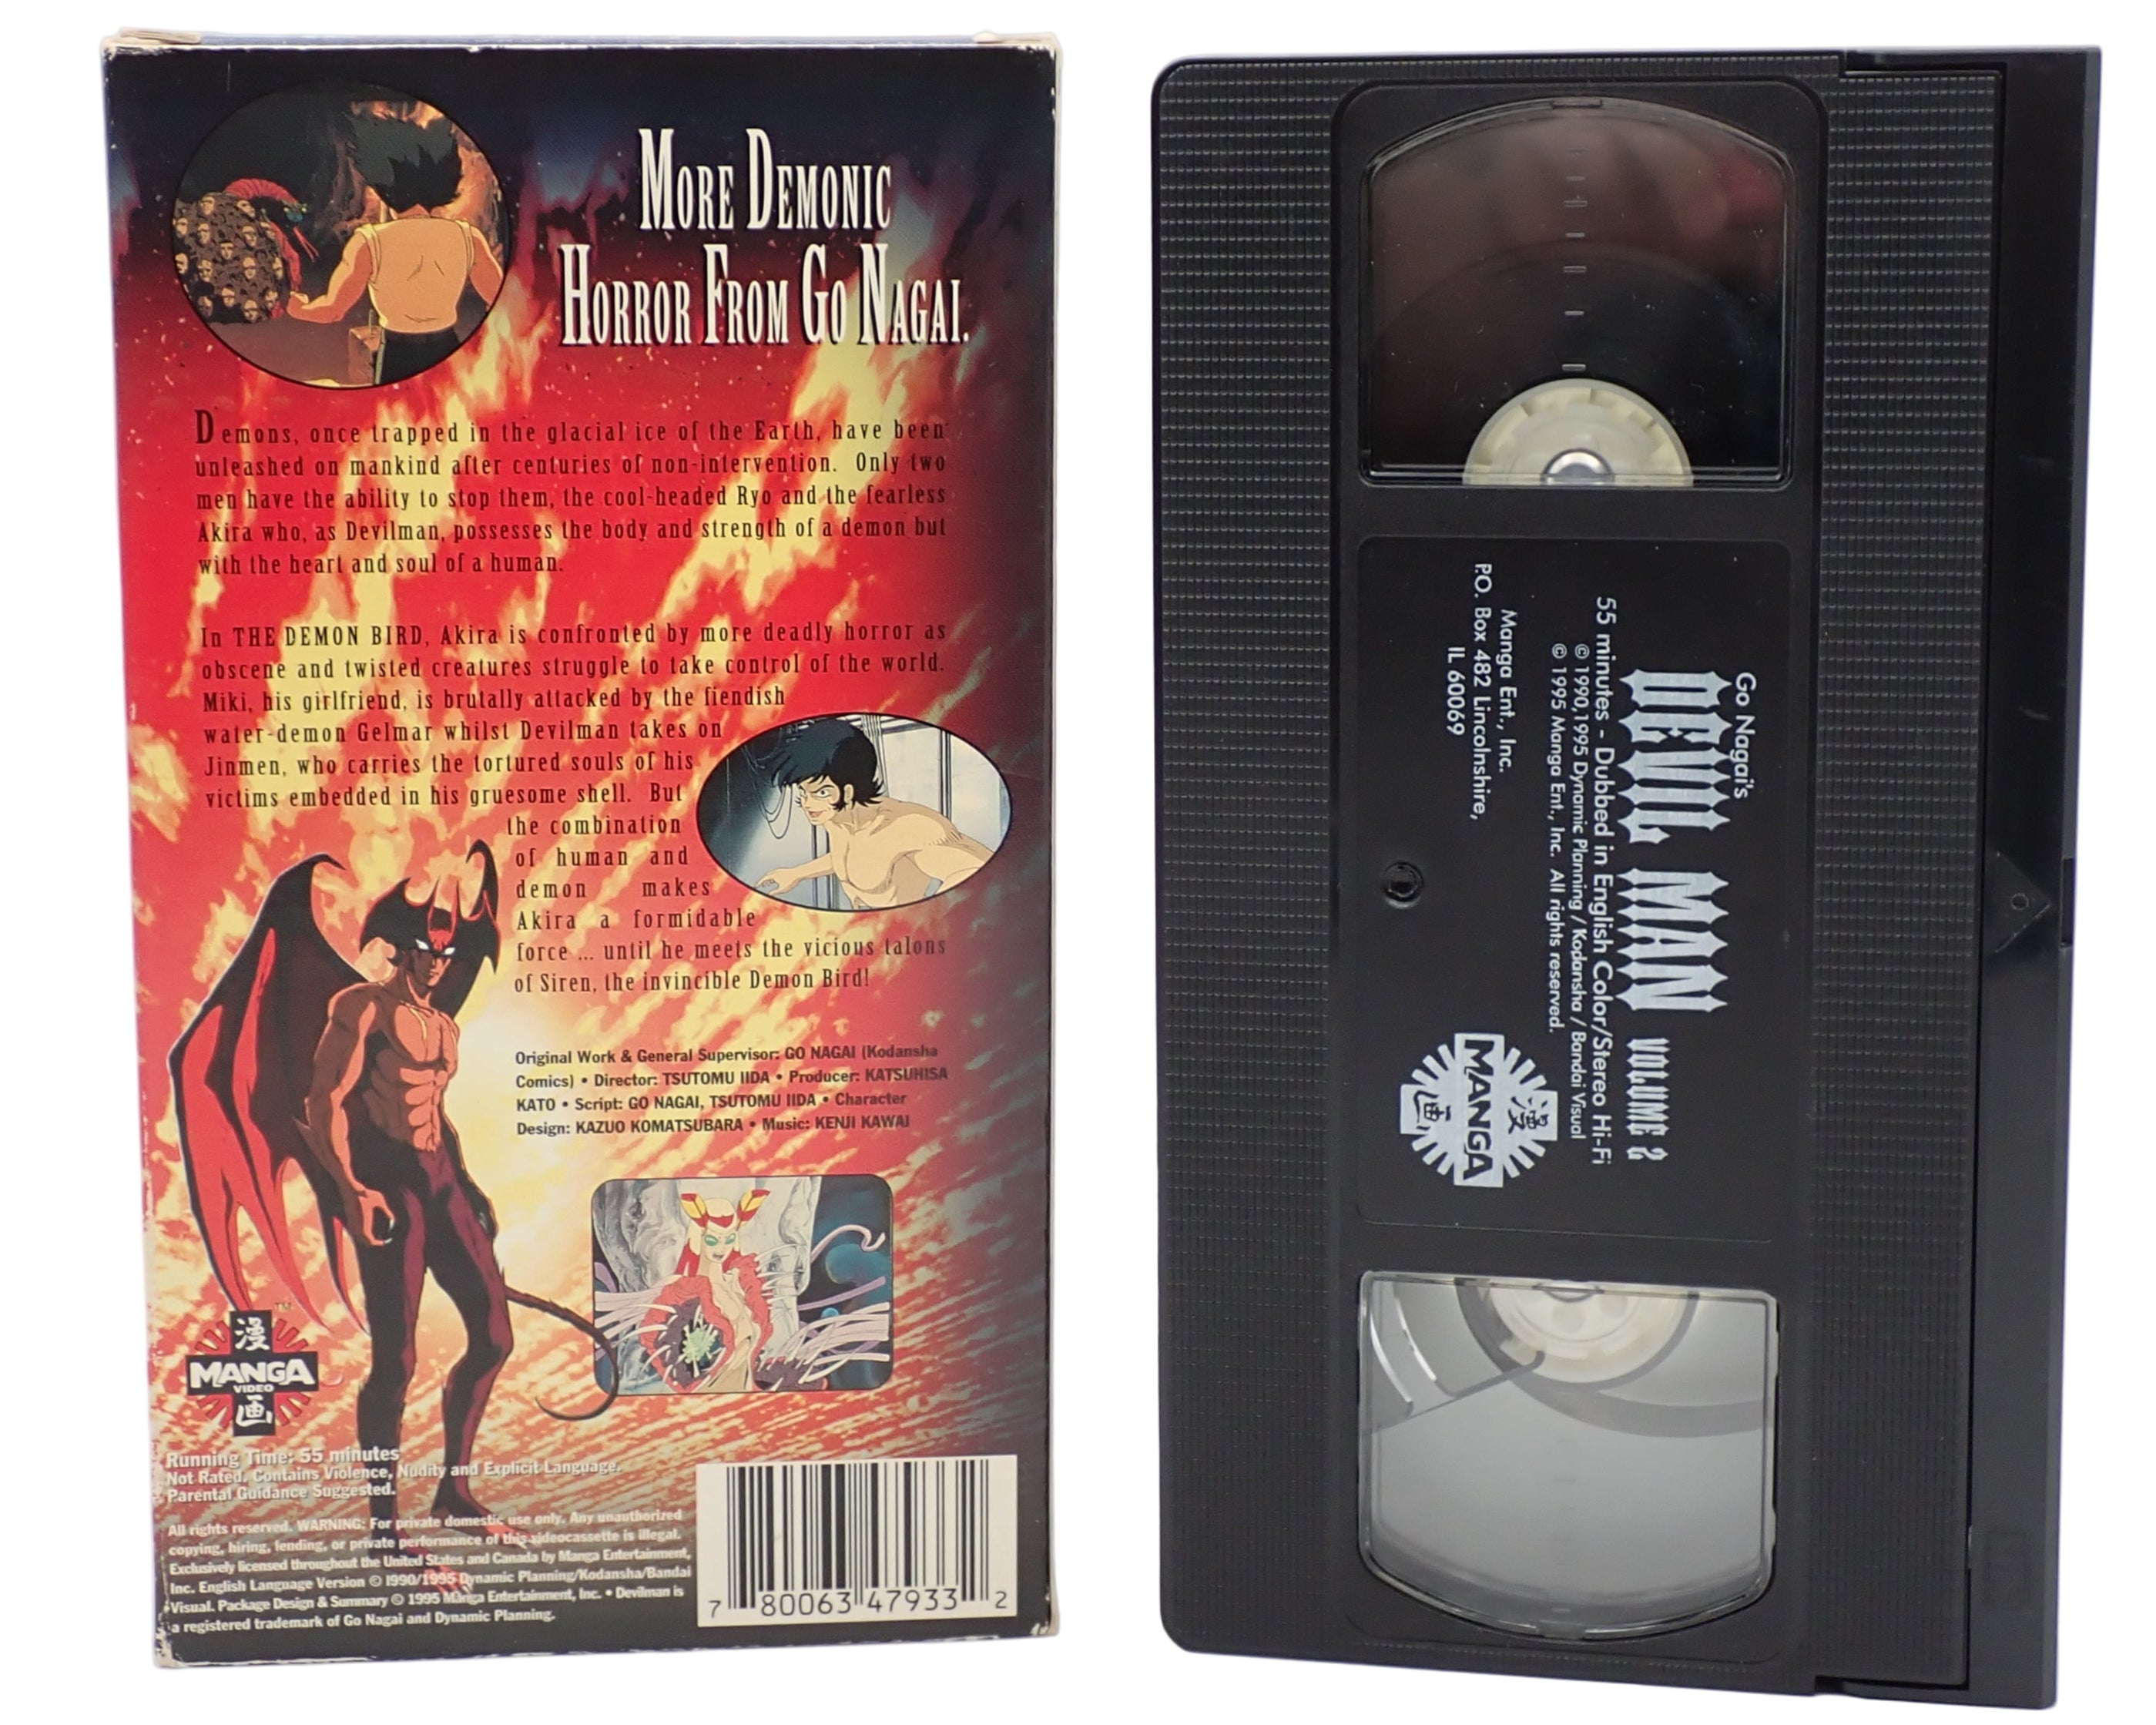 MORE DEMONIC
HORROR FROM GO NAGAI.
Demons, once trapped in the glacial ice of the Earth, have been
unleashed on mankind after centuries of non-intervention. Only two
men have the ability to stop them, the cool-headed Ryo and the fearless
Akira who, as Devilman, possesses the body and strength of a demon but
with the heart and soul of a human.
In THE DEMON BIRD, Akira is confronted by more deadly horror as
obscene and twisted creatures struggle to take control of the world.
Miki, his girlfriend, is brutally attacked by the fiendish
water-demon Gelmar whilst Devilman takes on
Jinmen, who carries the tortured souls of his
victims embedded in his gruesome shell. But
the combination
of human and
demon makes
Akira a formidable
force ... until he meets the vicious talons
of Siren, the invincible Demon Bird!
Original Work & General Supervisor: GO NAGAI (Kodansha
Comics) • Director: TSUTOMU IIDA • Producer: KATSUHISA
KATO • Script: GO NAGAI, TSUTOMU IIDA • Character
Design: KAZUO KOMATSUBARA • Music: KENJI KAWAI
TM
漫
MANGA
VIDEO
画
Running Time: 55 minutes
Not Rated. Contains Violence, Nudity and Explicit Language.
Parental Guidance Suggested.
All rights reserved. WARNING: For private domestic use only. Any unauthorized
copying, hiring, lending, or private performance of this videocassette is illegal.
Exclusively licensed throughout the United States and Canada by Manga Entertainment,
Inc. English Language Version © 1990/1995 Dynamic Planning/Kodansha/Bandai
Visual. Package Design & Summary © 1995 Manga Entertainment, Inc. • Devilman is
a registered trademark of Go Nagai and Dynamic Planning.
7 80063 47933 2
Go Nagai's
DEVIL MAN VOLUME 2
55 minutes - Dubbed in English Color/Stereo Hi-Fi
© 1990,1995 Dynamic Planning / Kodansha / Bandai Visual
© 1995 Manga Ent., Inc. All rights reserved.
Manga Ent., Inc.
P.O. Box 482 Lincolnshire,
IL 60069
漫
MANGA
画